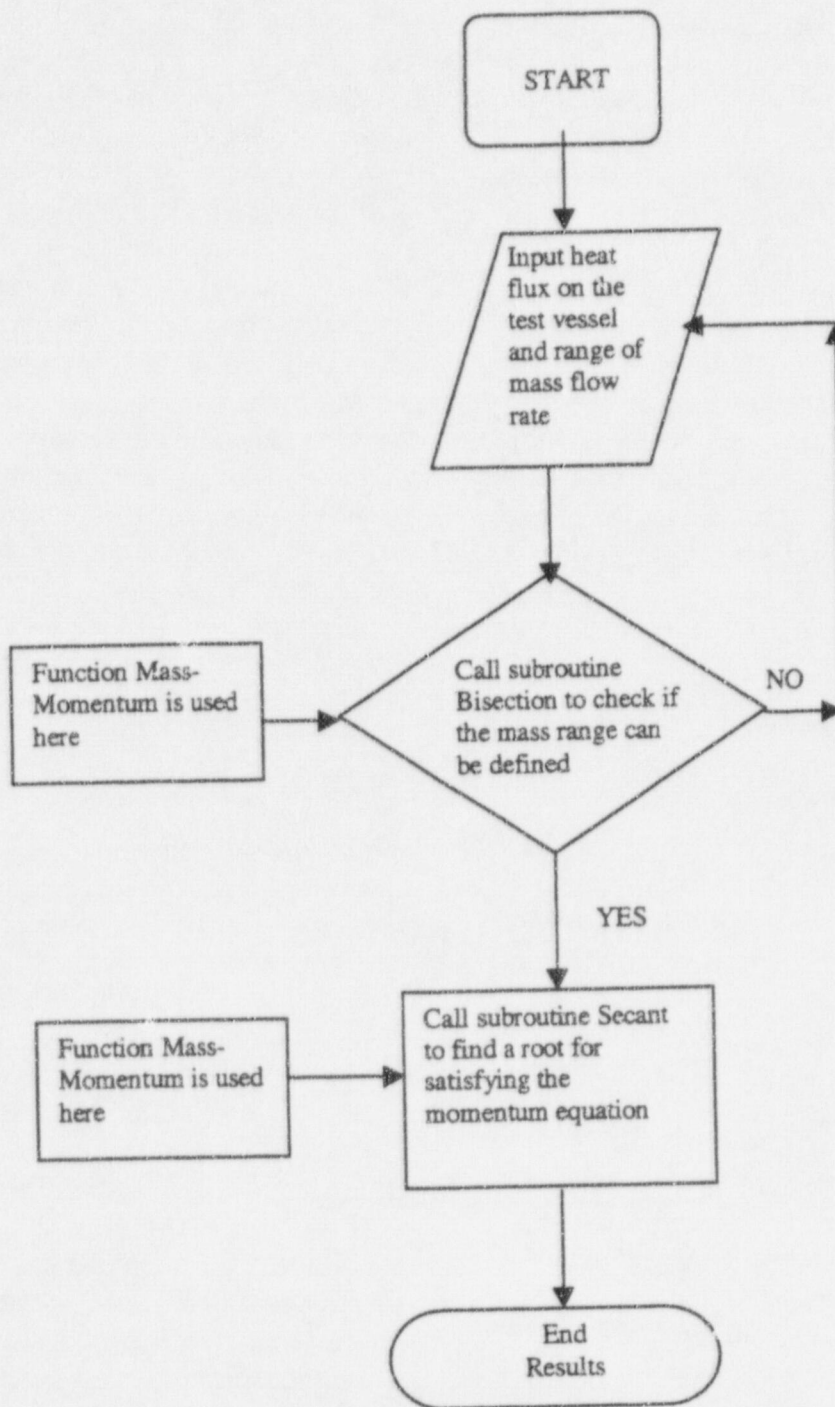 START
Input heat
flux on the
test vessel
and range of
mass flow
rate
Function Mass-
Momentum is used
here
Call subroutine
Bisection to check if
the mass range can
be defined
NO
YES
Function Mass-
Momentum is used
here
Call subroutine Secant
to find a root for
satisfying the
momentum equation
End
Results